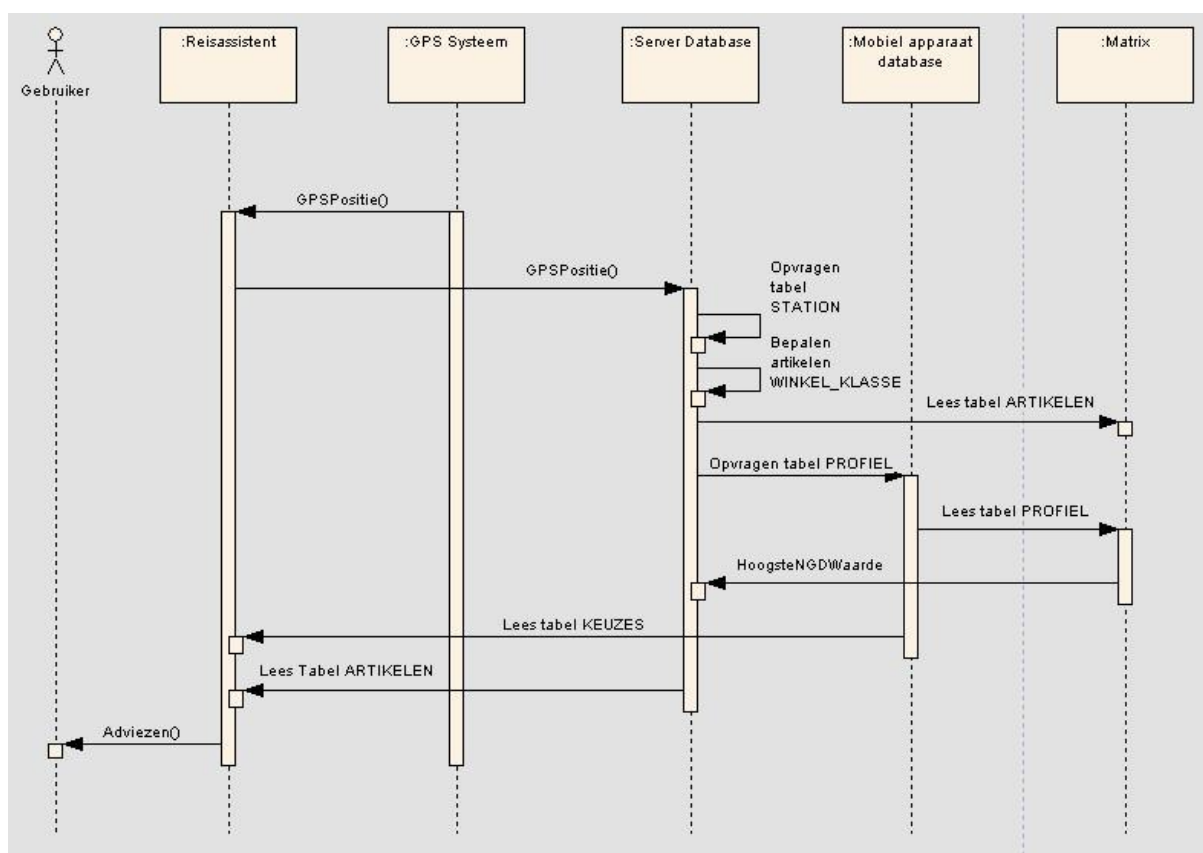 Gebruiker
:Reisassistent
:GPS Systeem
:Server Database
:Mobiel apparaat
database
:Matrix
GPSPositie()
GPSPositie()
Opvragen
tabel
STATION
Bepalen
artikelen
WINKEL_KLASSE
Lees tabel ARTIKELEN
Opvragen tabel PROFIEL
Lees tabel PROFIEL
HoogsteNGDWaarde
Lees tabel KEUZES
Lees Tabel ARTIKELEN
Adviezen()